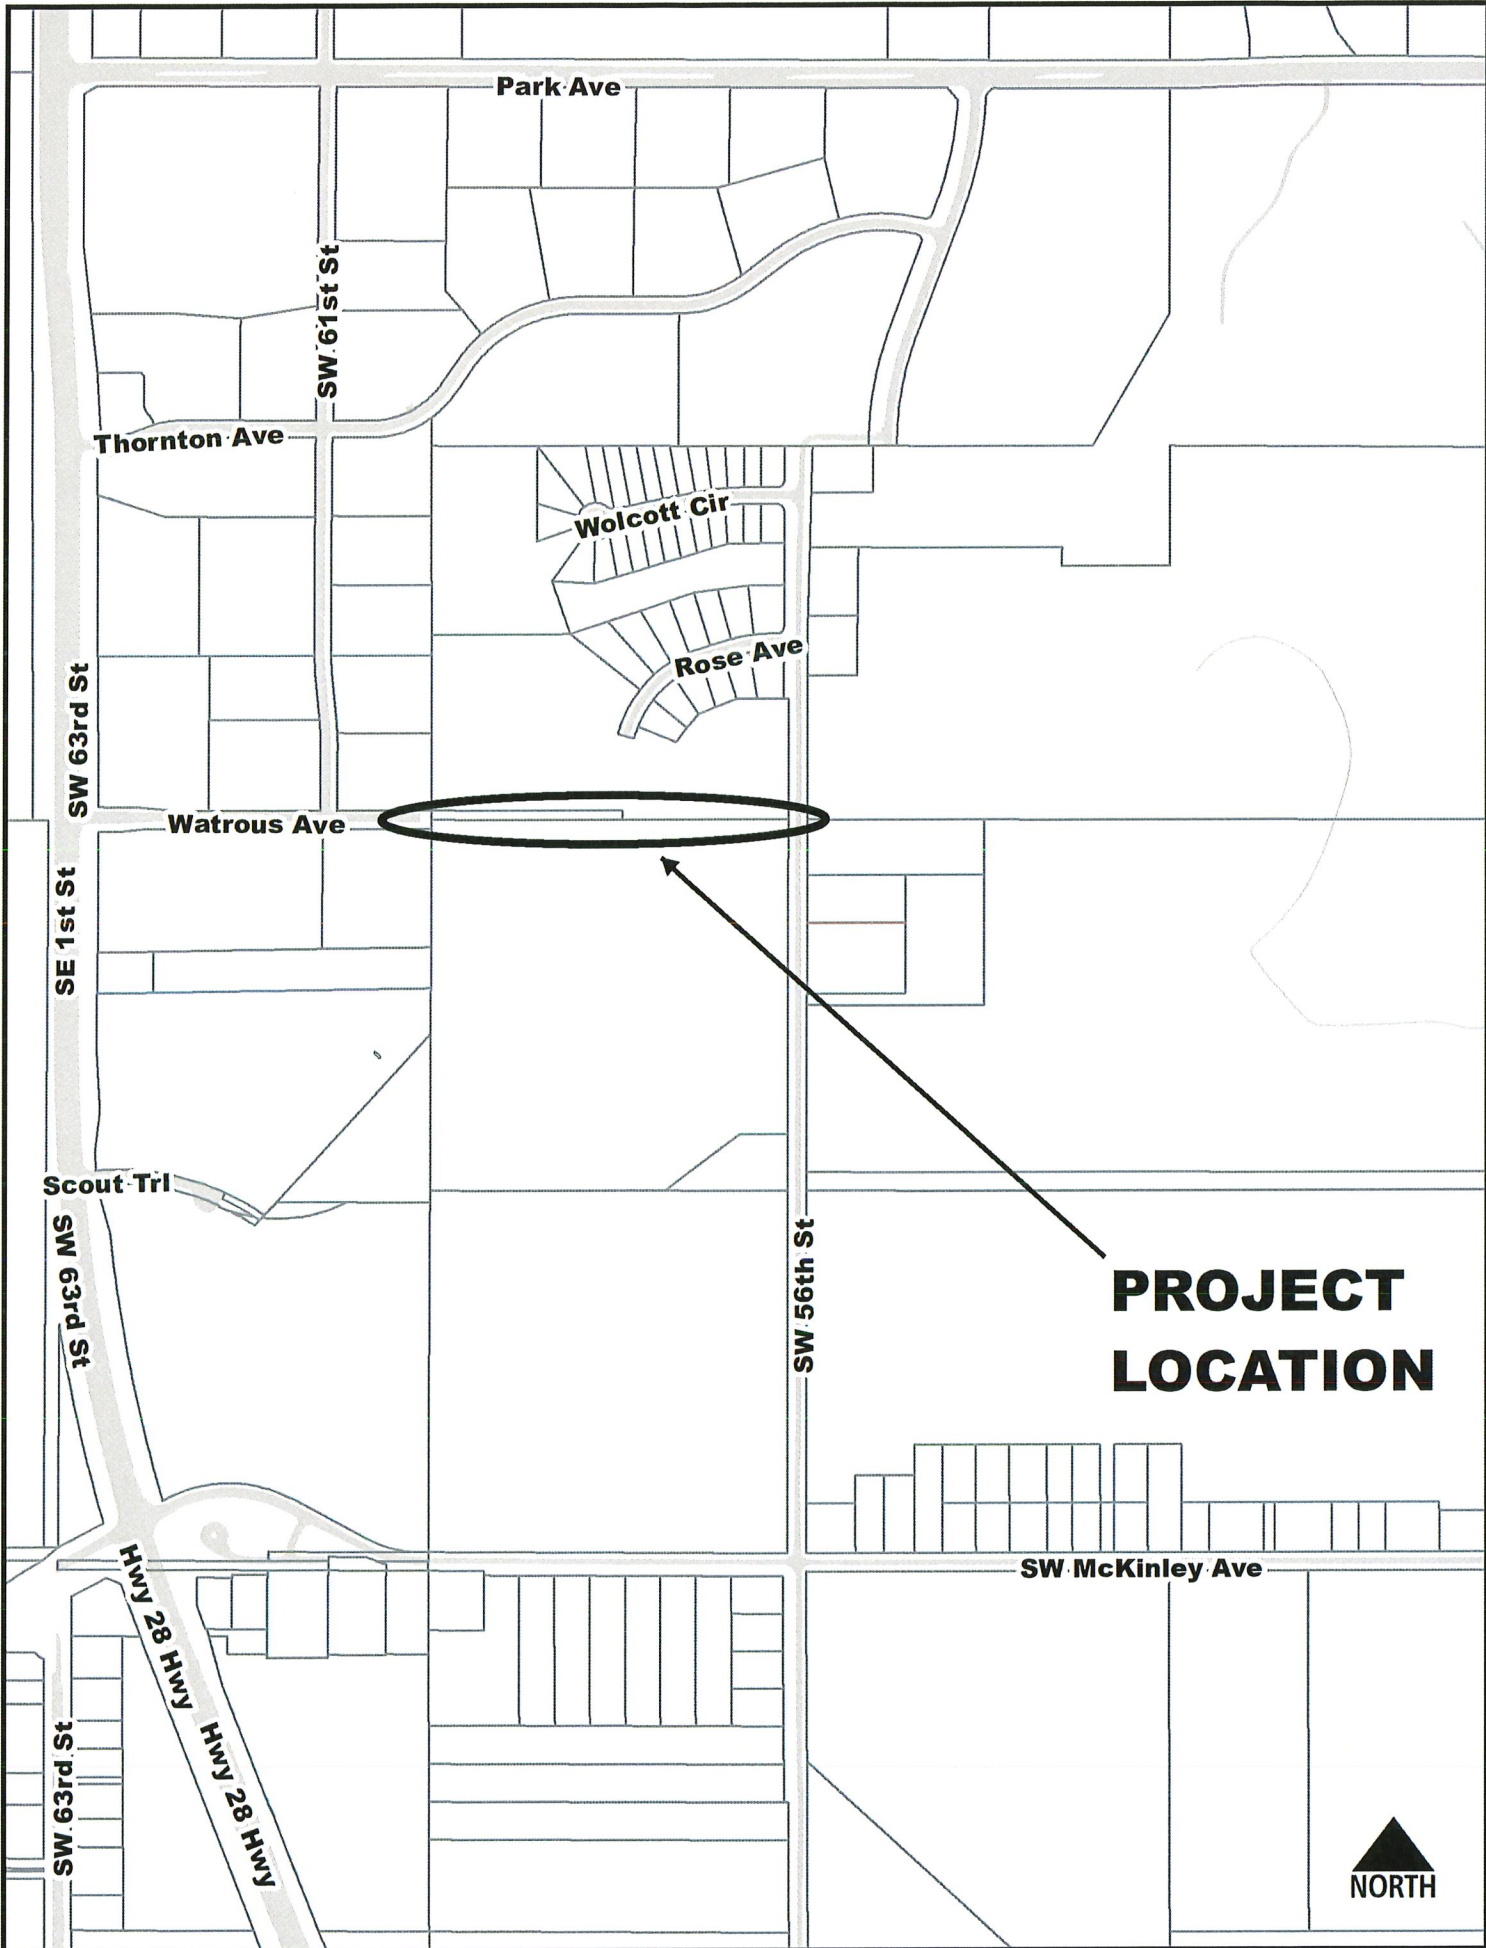 Park Ave
SW 61st St
Thornton Ave
Wolcott Cir
Rose Ave
SW 63rd St
Watrous Ave
SE 1st St
Scout Trl
SW 63rd St
SW 56th St
PROJECT
LOCATION
Hwy 28 Hwy
SW McKinley Ave
Hwy 28 Hwy
SW 63rd St
NORTH